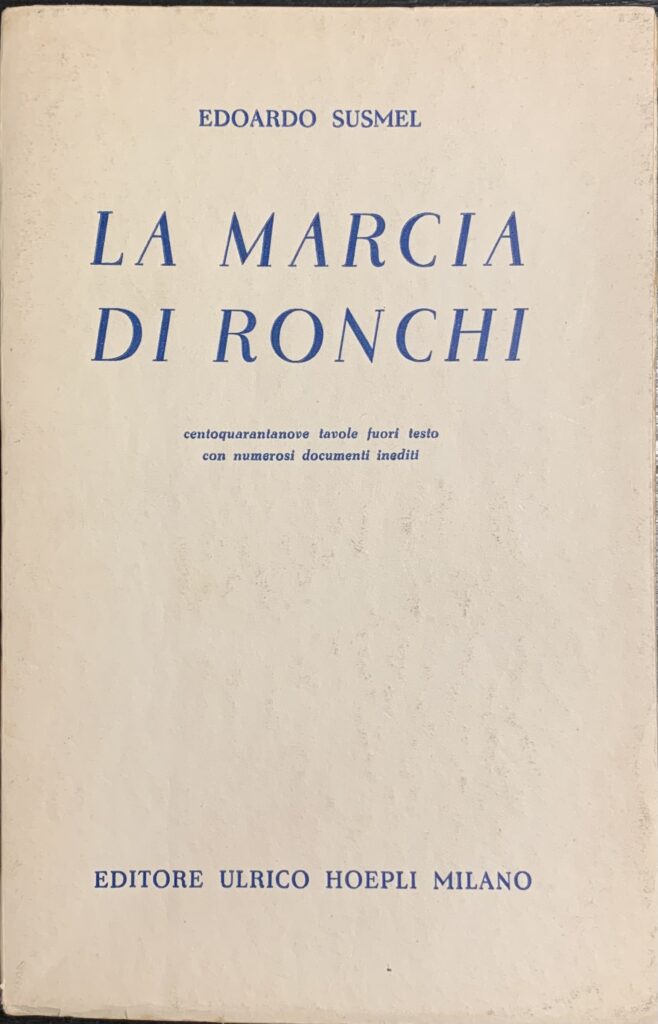 EDOARDO SUSMEL
LA MARCIA
DI RONCHI
centoquarantanove tavole fuori testo
con numerosi documenti inediti
EDITORE ULRICO HOEPLI MILANO